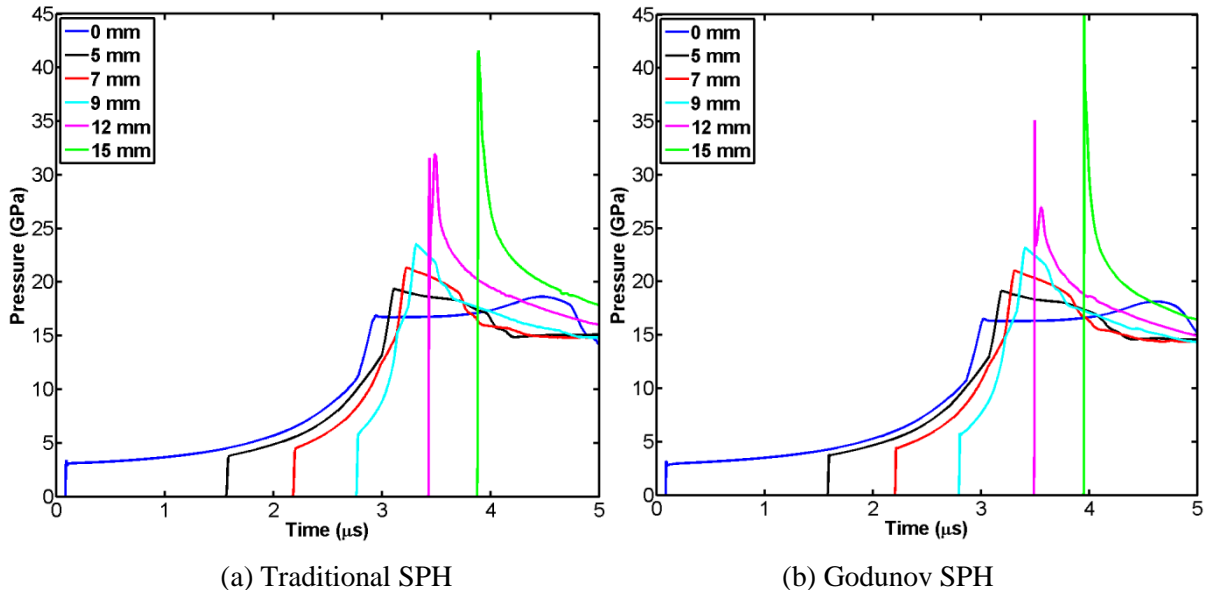 45
40
35
30
25
20
15
10
5
0
Pressure (GPa)
0 mm
5 mm
7 mm
9 mm
12 mm
15 mm
0 1 2 3 4 5
Time (μs)
(a) Traditional SPH
45
40
35
30
25
20
15
10
5
0
Pressure (GPa)
0 mm
5 mm
7 mm
9 mm
12 mm
15 mm
0 1 2 3 4 5
Time (μs)
(b) Godunov SPH